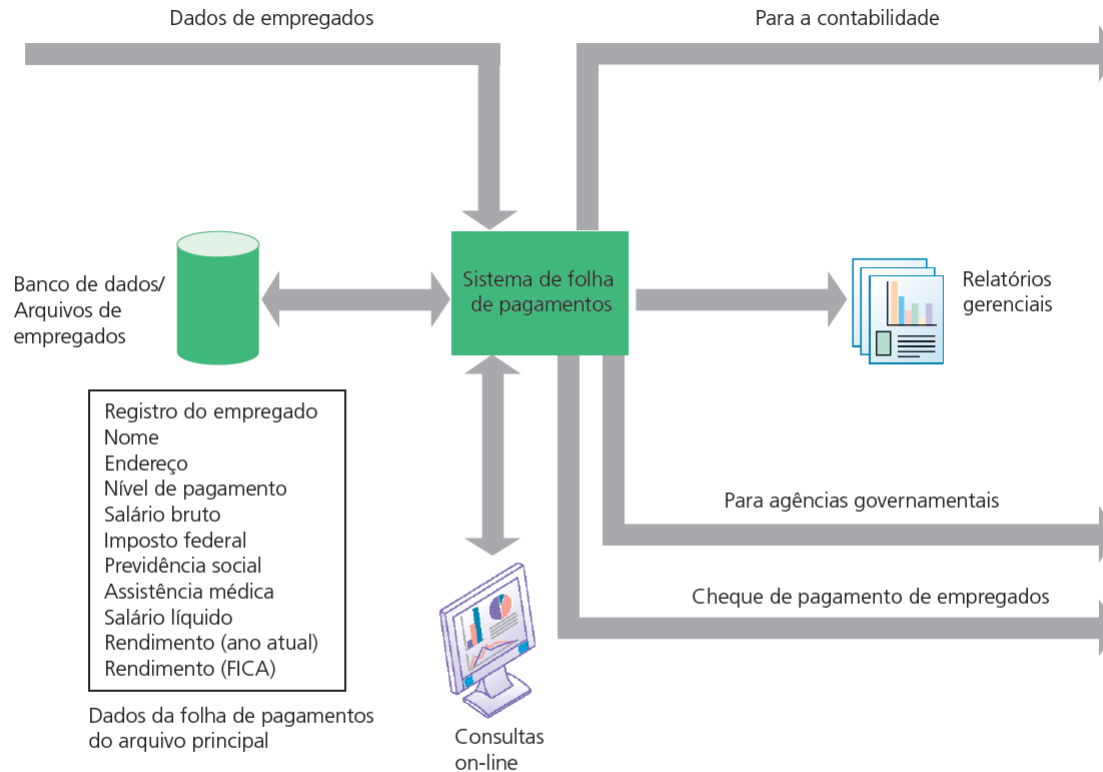 Dados de empregados
Para a contabilidade
Banco de dados/
Arquivos de
empregados
Sistema de folha
de pagamentos
Relatórios
gerenciais
Registro do empregado
Nome
Endereço
Nível de pagamento
Salário bruto
Imposto federal
Previdência social
Assistência médica
Salário líquido
Rendimento (ano atual)
Rendimento (FICA)
Dados da folha de pagamentos
do arquivo principal
Para agências governamentais
Cheque de pagamento de empregados
Consultas
on-line